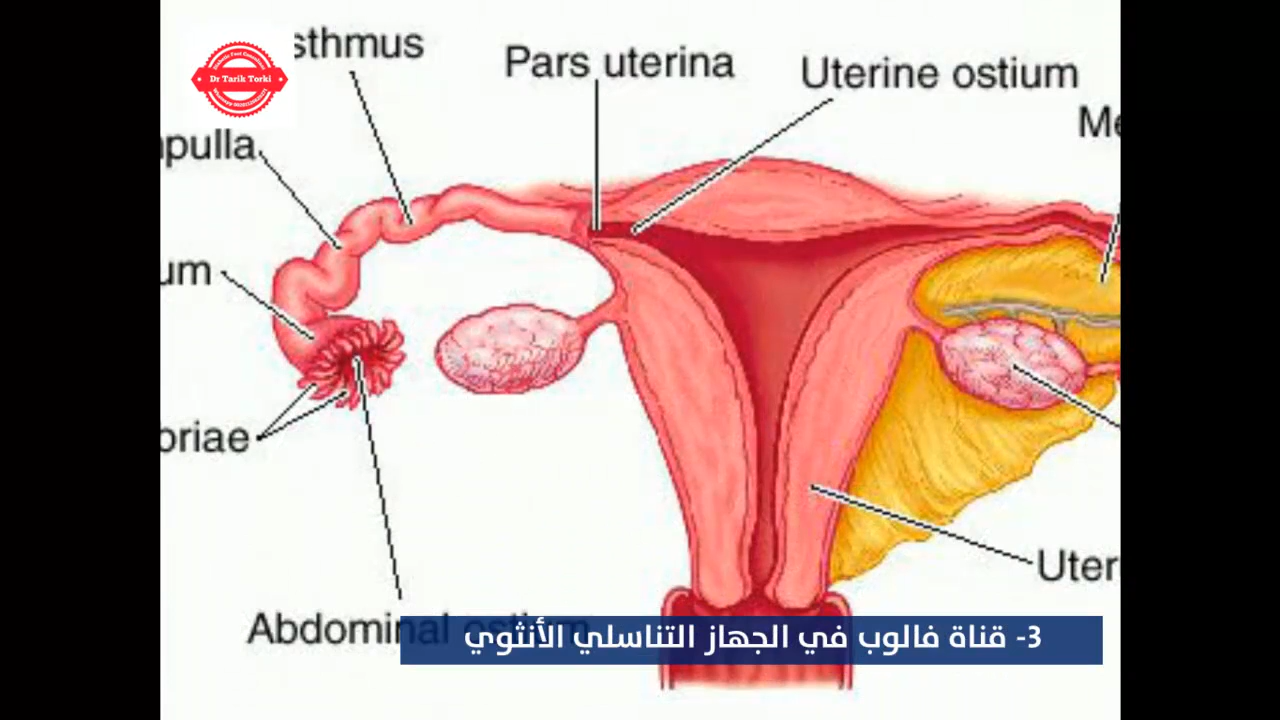 sthmus
Pars uterina
Uterine ostium
Dr Tarik Torki
Me
pulla
um
briae
Uter
Abdominal ostium
3- قناة فالوب في الجهاز التناسلي الأنثوي